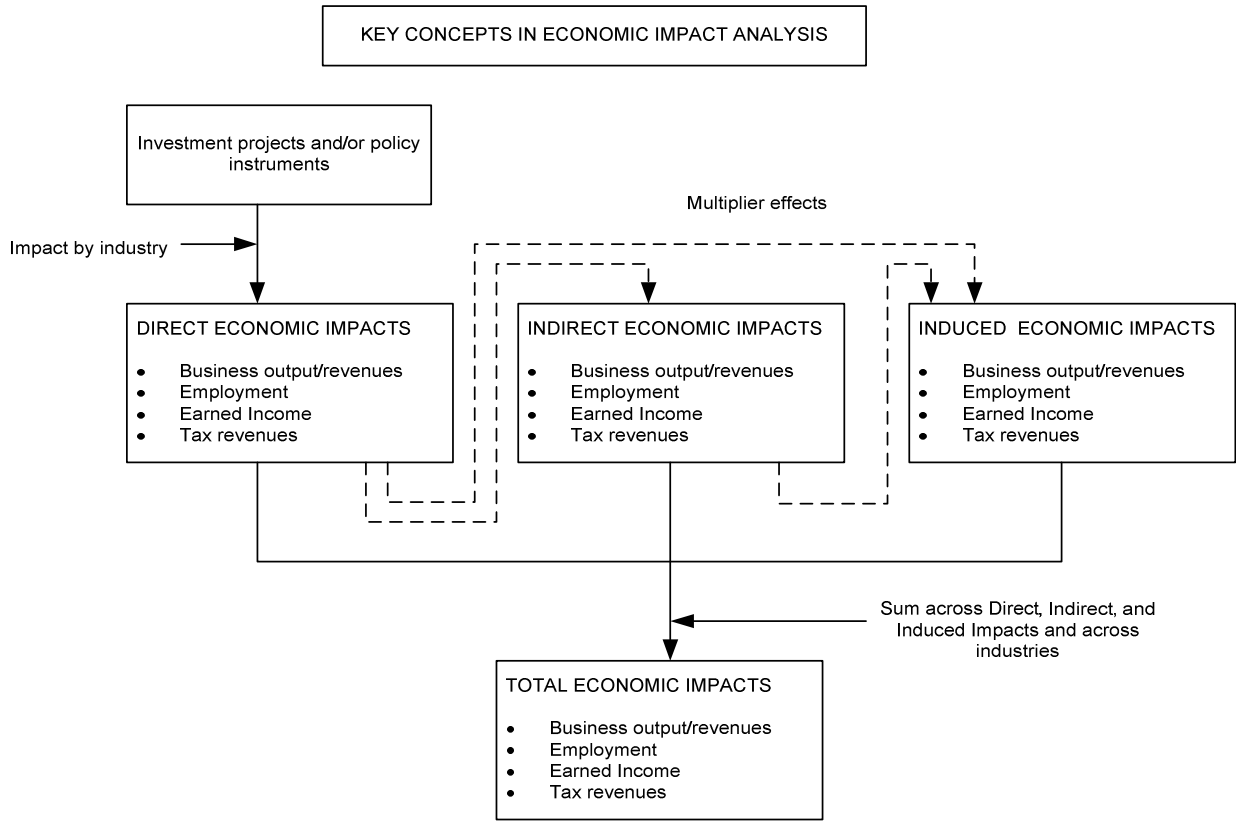 KEY CONCEPTS IN ECONOMIC IMPACT ANALYSIS
Investment projects and/or policy
instruments
Multiplier effects
Impact by industry
DIRECT ECONOMIC IMPACTS
• Business output/revenues
• Employment
• Earned Income
• Tax revenues
INDIRECT ECONOMIC IMPACTS
• Business output/revenues
• Employment
• Earned Income
• Tax revenues
INDUCED ECONOMIC IMPACTS
• Business output/revenues
• Employment
• Earned Income
• Tax revenues
Sum across Direct, Indirect, and
Induced Impacts and across
industries
TOTAL ECONOMIC IMPACTS
• Business output/revenues
• Employment
• Earned Income
• Tax revenues